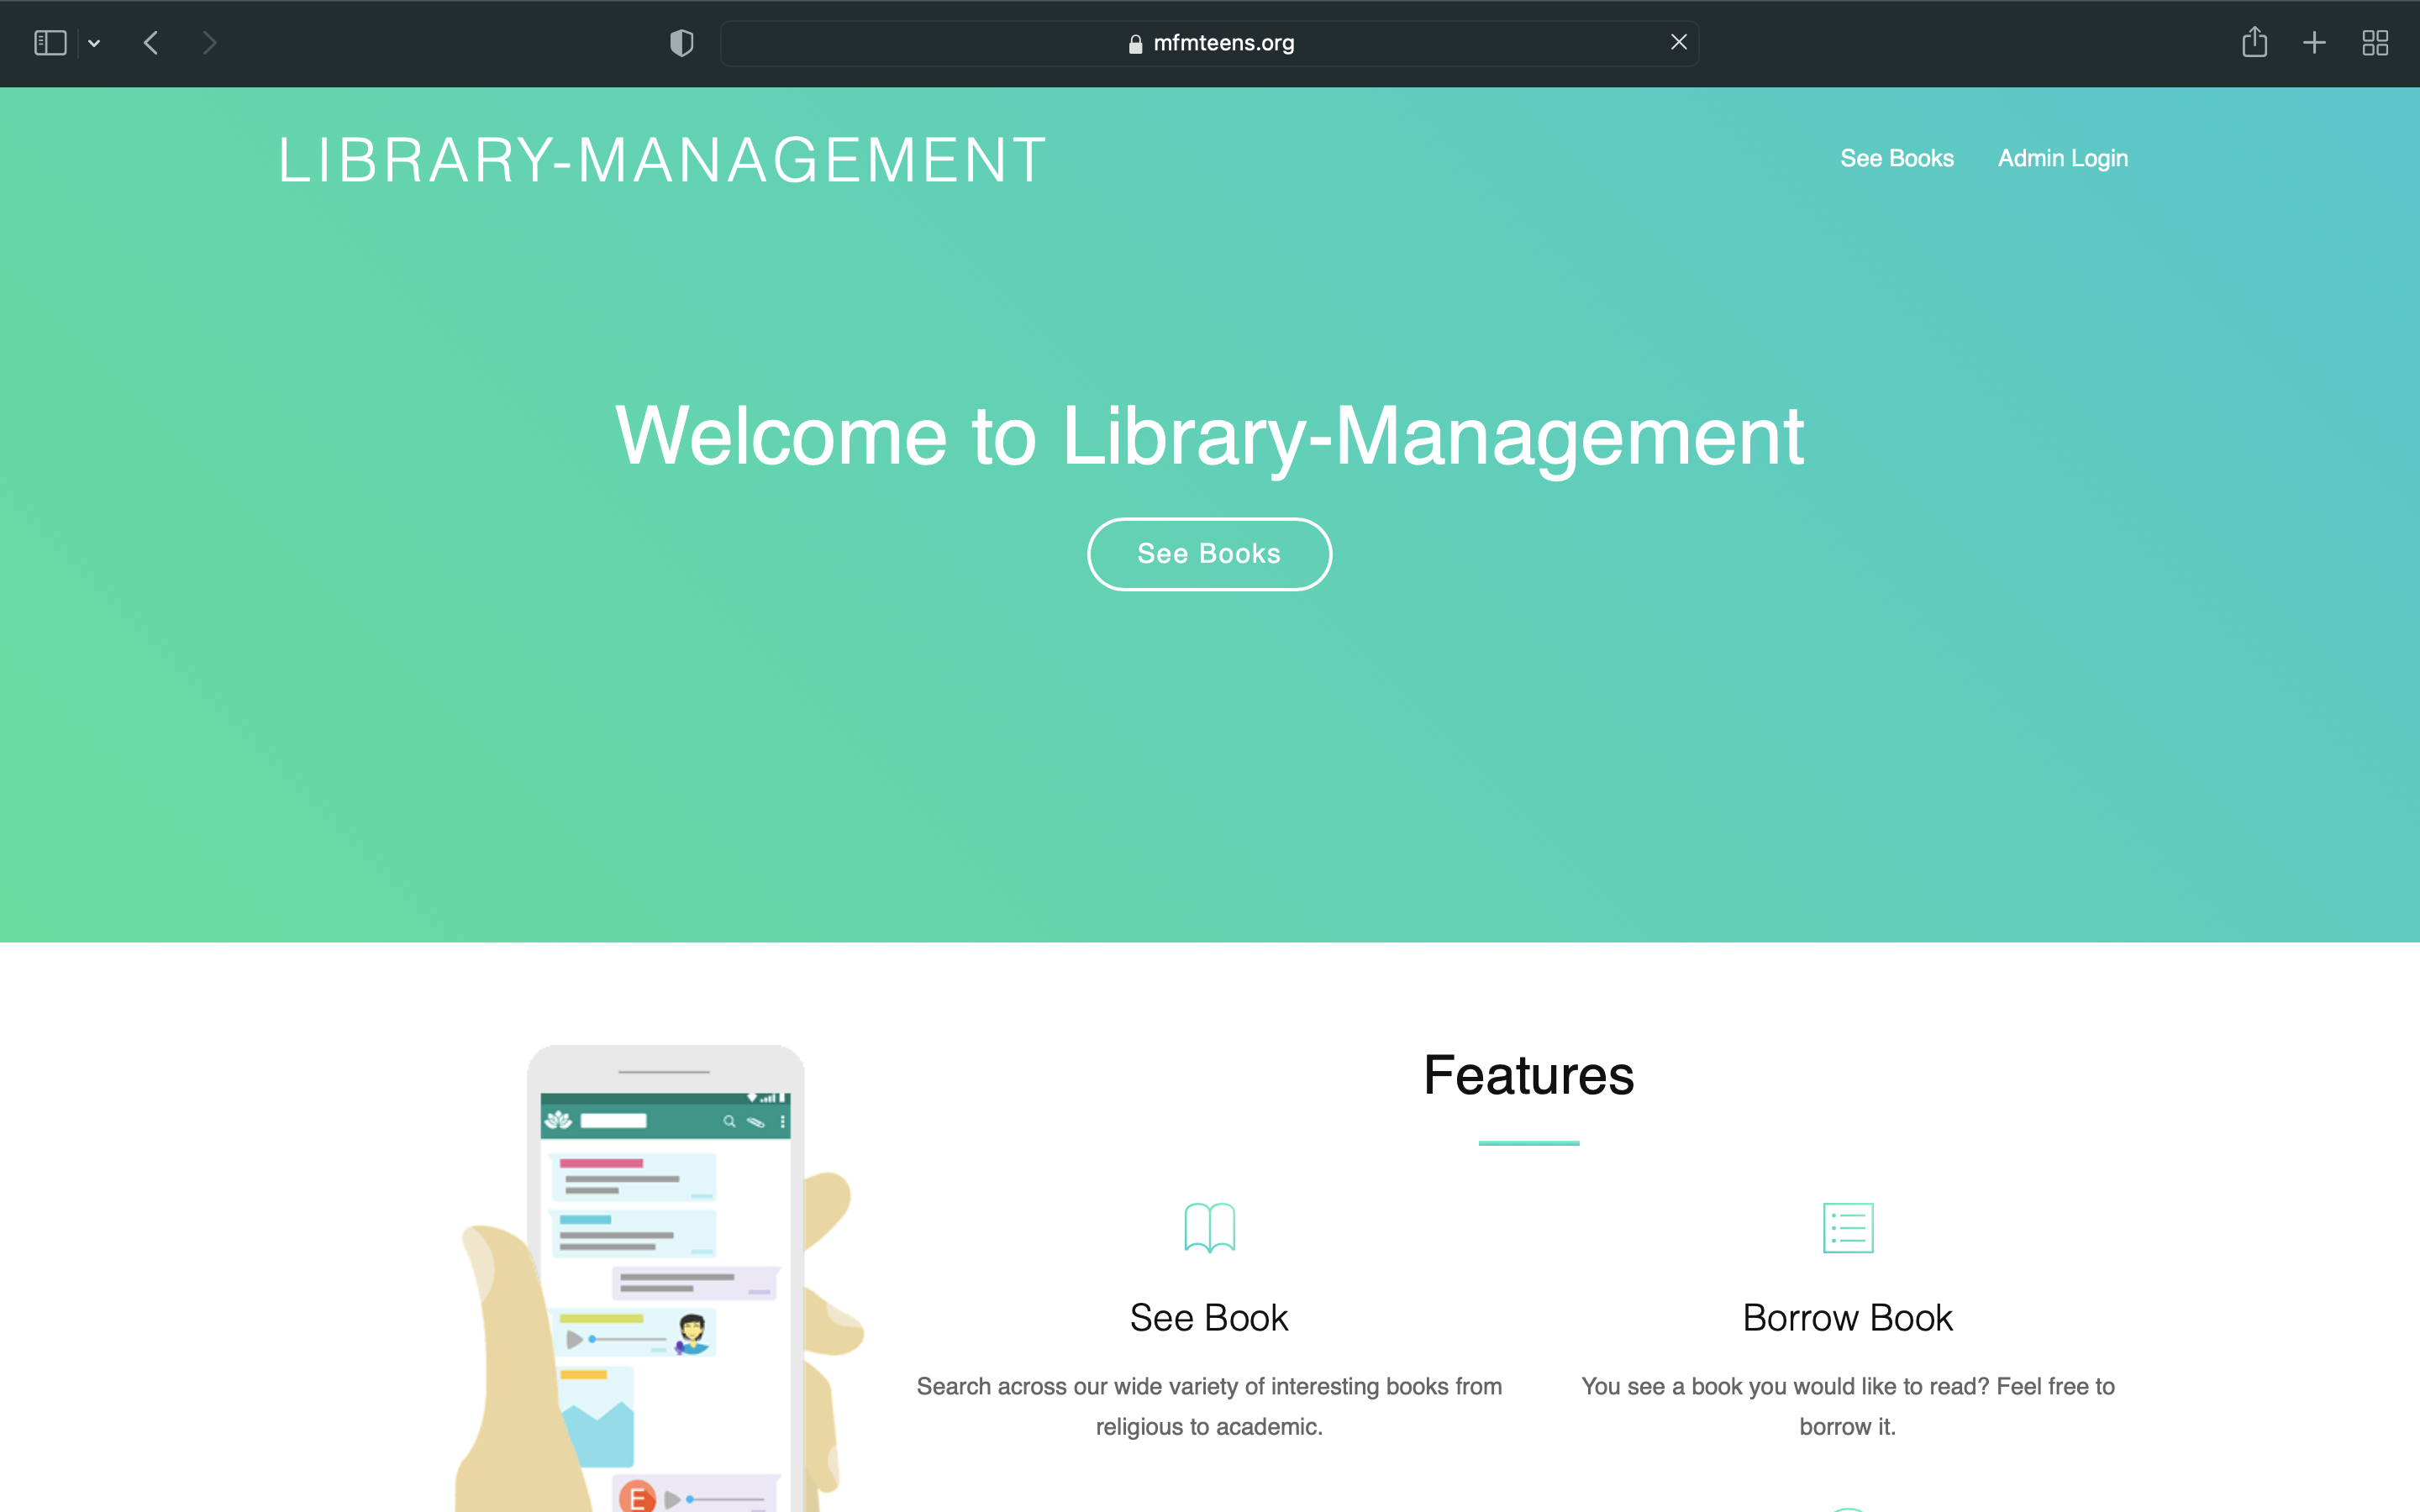 mfmteens.org
LIBRARY-MANAGEMENT
See Books
Admin Login
Welcome to Library-Management
See Books
Features
See Book
Search across our wide variety of interesting books from
religious to academic.
Borrow Book
You see a book you would like to read? Feel free to
borrow it.
E